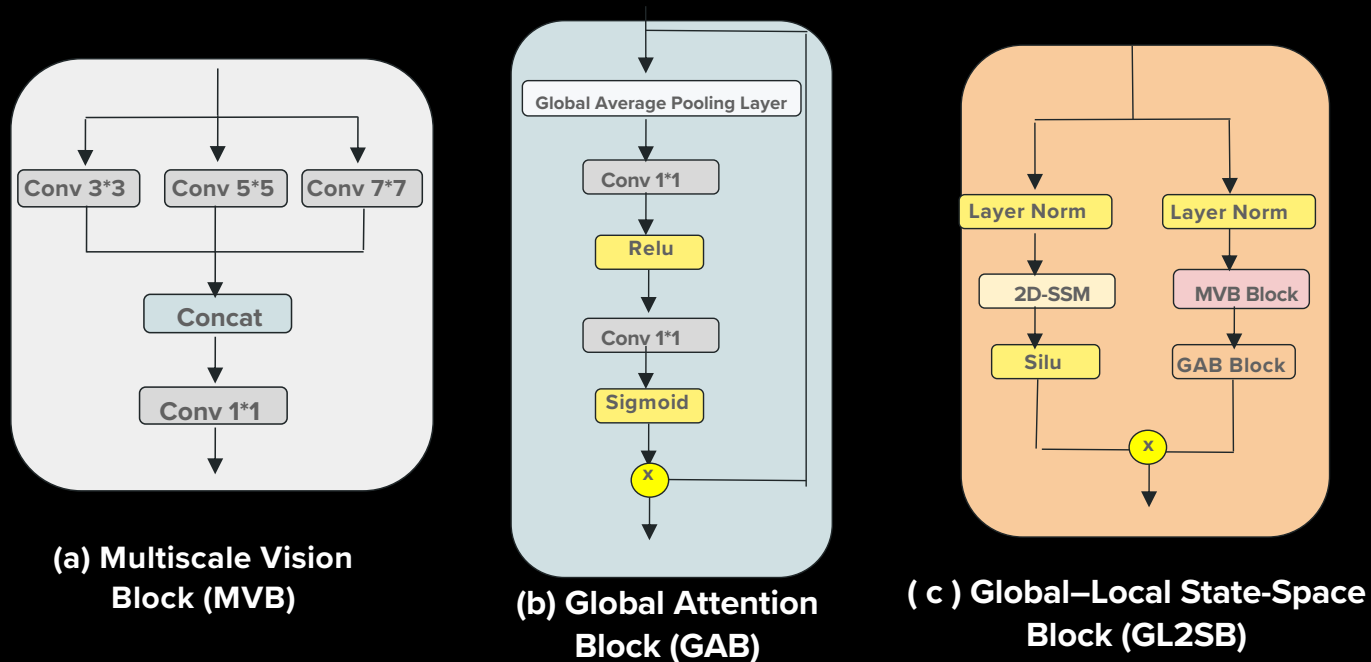 Conv 3*3
Conv 5*5
Conv 7*7
Concat
Conv 1*1
(a) Multiscale Vision
Block (MVB)
Global Average Pooling Layer
Conv 1*1
Relu
Conv 1*1
Sigmoid
x
(b) Global Attention
Block (GAB)
Layer Norm
Layer Norm
2D-SSM
MVB Block
Silu
GAB Block
x
( c ) Global–Local State-Space
Block (GL2SB)